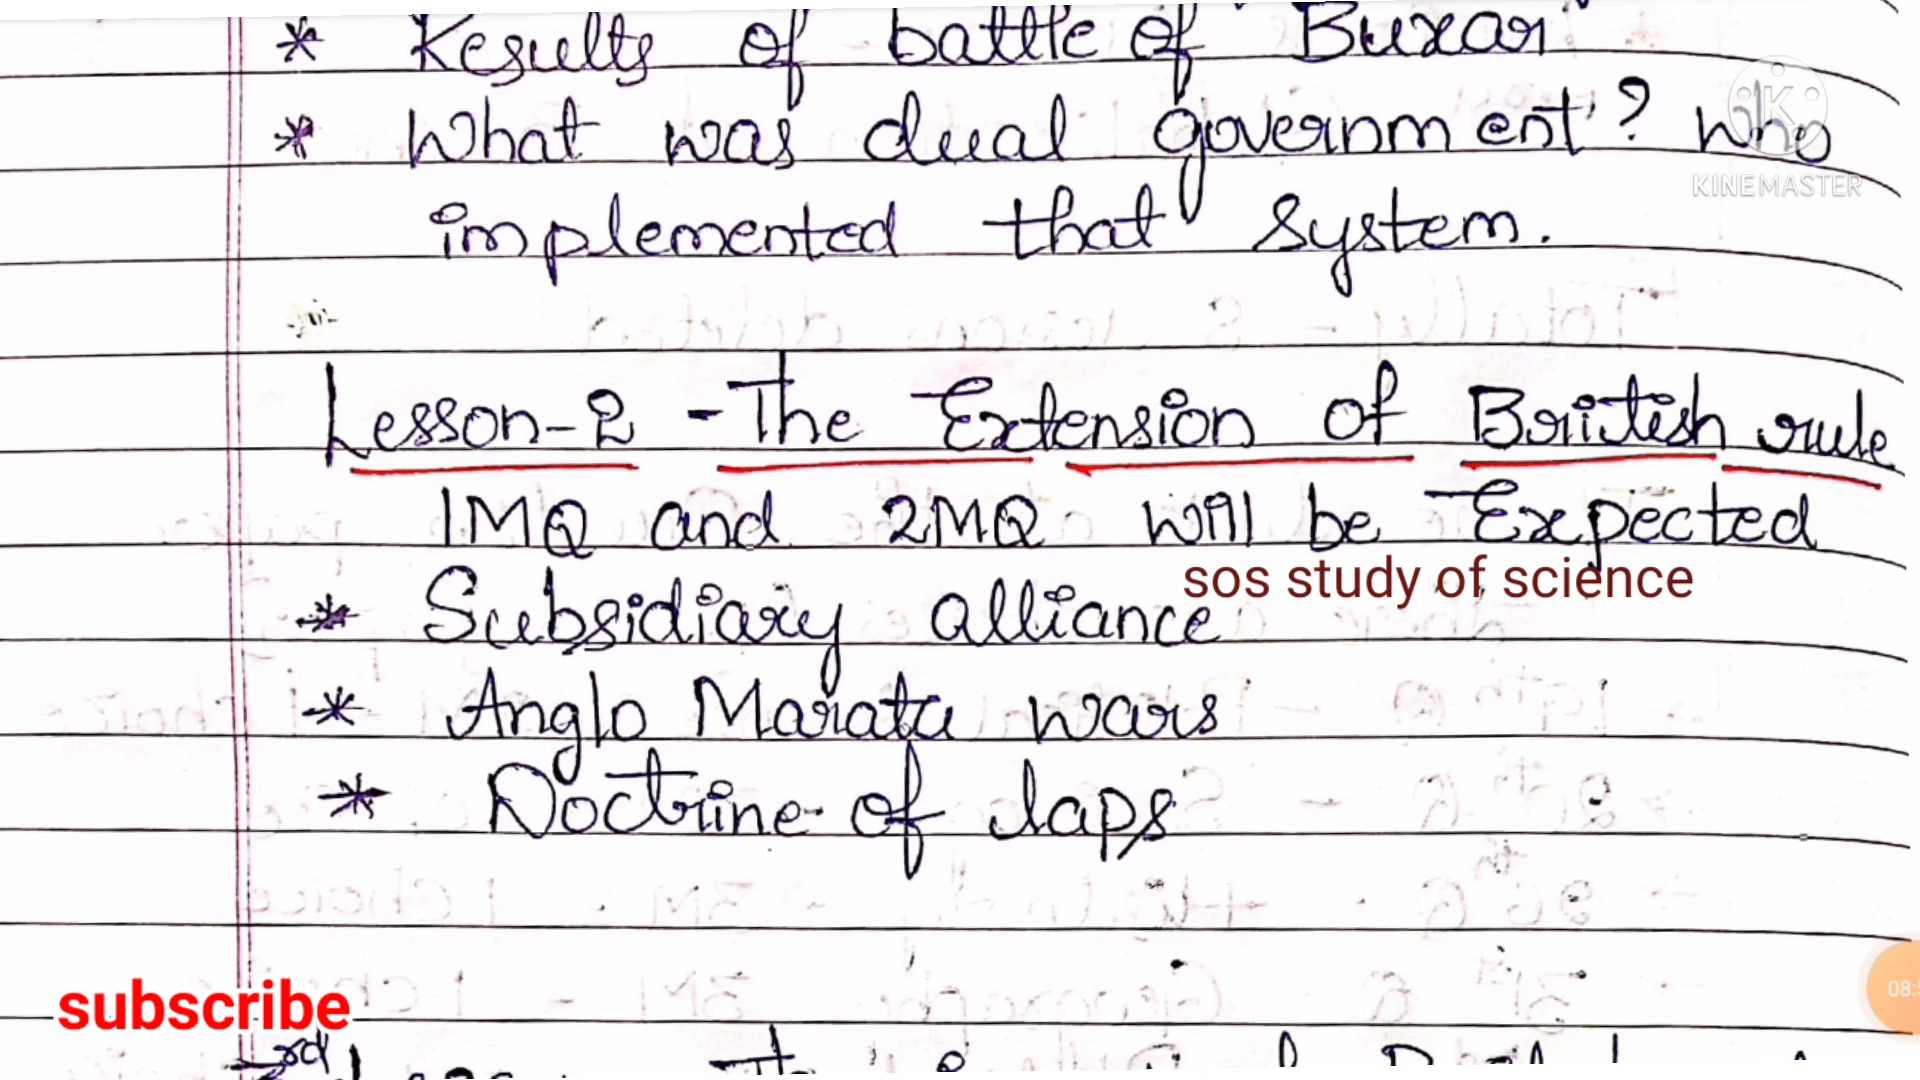 * Results of battle of "Buxar"
* What was dual government? who
KINEMASTER
implemented that system.
Lesson-2 - The Extension of British rule
1MQ and 2MQ will be Expected
sos study of science
* Subsidiary alliance
* Anglo Marata wars
* Doctrine of laps
subscribe